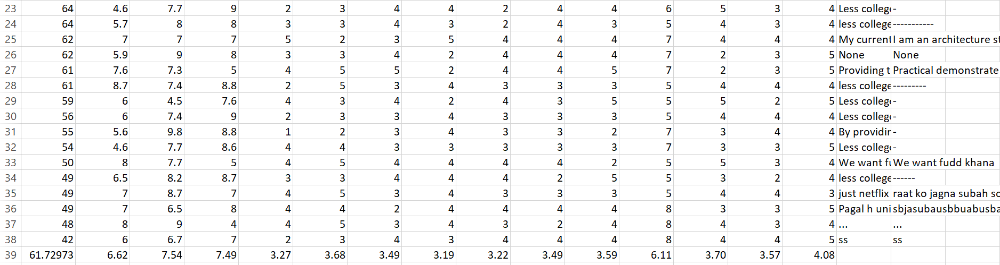 23 64 4.6 7.7 9 2 3 4 4 2 4 4 6 5 3 4 Less colleg -
24 64 5.7 8 8 3 3 4 3 2 4 3 5 4 3 4 less college -----------
25 62 7 7 7 5 2 3 5 4 4 4 7 4 4 4 My current I am an architecture st
26 62 5.9 9 8 3 3 4 2 4 4 4 7 2 3 5 None None
27 61 7.6 7.3 5 4 5 5 2 4 4 5 7 2 3 5 Providing t Practical demonstrate
28 61 8.7 7.4 8.8 2 5 3 4 3 3 3 5 4 4 4 less college ---------
29 59 6 4.5 7.6 4 3 4 2 4 3 5 5 5 2 5 Less colleg -
30 56 6 7.4 9 2 3 3 4 3 3 3 5 4 4 4 Less colleg -
31 55 5.6 9.8 8.8 1 2 3 4 3 3 2 7 3 4 4 By providin -
32 54 4.6 7.7 8.6 4 4 3 3 3 3 3 7 3 3 5 Less colleg -
33 50 8 7.7 5 4 5 4 4 4 4 2 5 5 3 4 We want fu We want fudd khana
34 49 6.5 8.2 8.7 3 3 4 4 4 2 5 5 3 2 4 less college ------
35 49 7 8.7 7 4 5 3 4 3 3 3 5 4 4 3 just netflix raat ko jagna subah so
36 49 7 6.5 8 4 4 2 4 4 4 4 8 3 3 5 Pagal h uni sbjasubausbbuabusba
37 48 8 9 4 4 5 3 4 3 2 4 8 4 3 4 ... ...
38 42 6 6.7 7 2 3 4 3 4 4 4 8 4 4 5 ss ss
39 61.72973 6.62 7.54 7.49 3.27 3.68 3.49 3.19 3.22 3.49 3.59 6.11 3.70 3.57 4.08